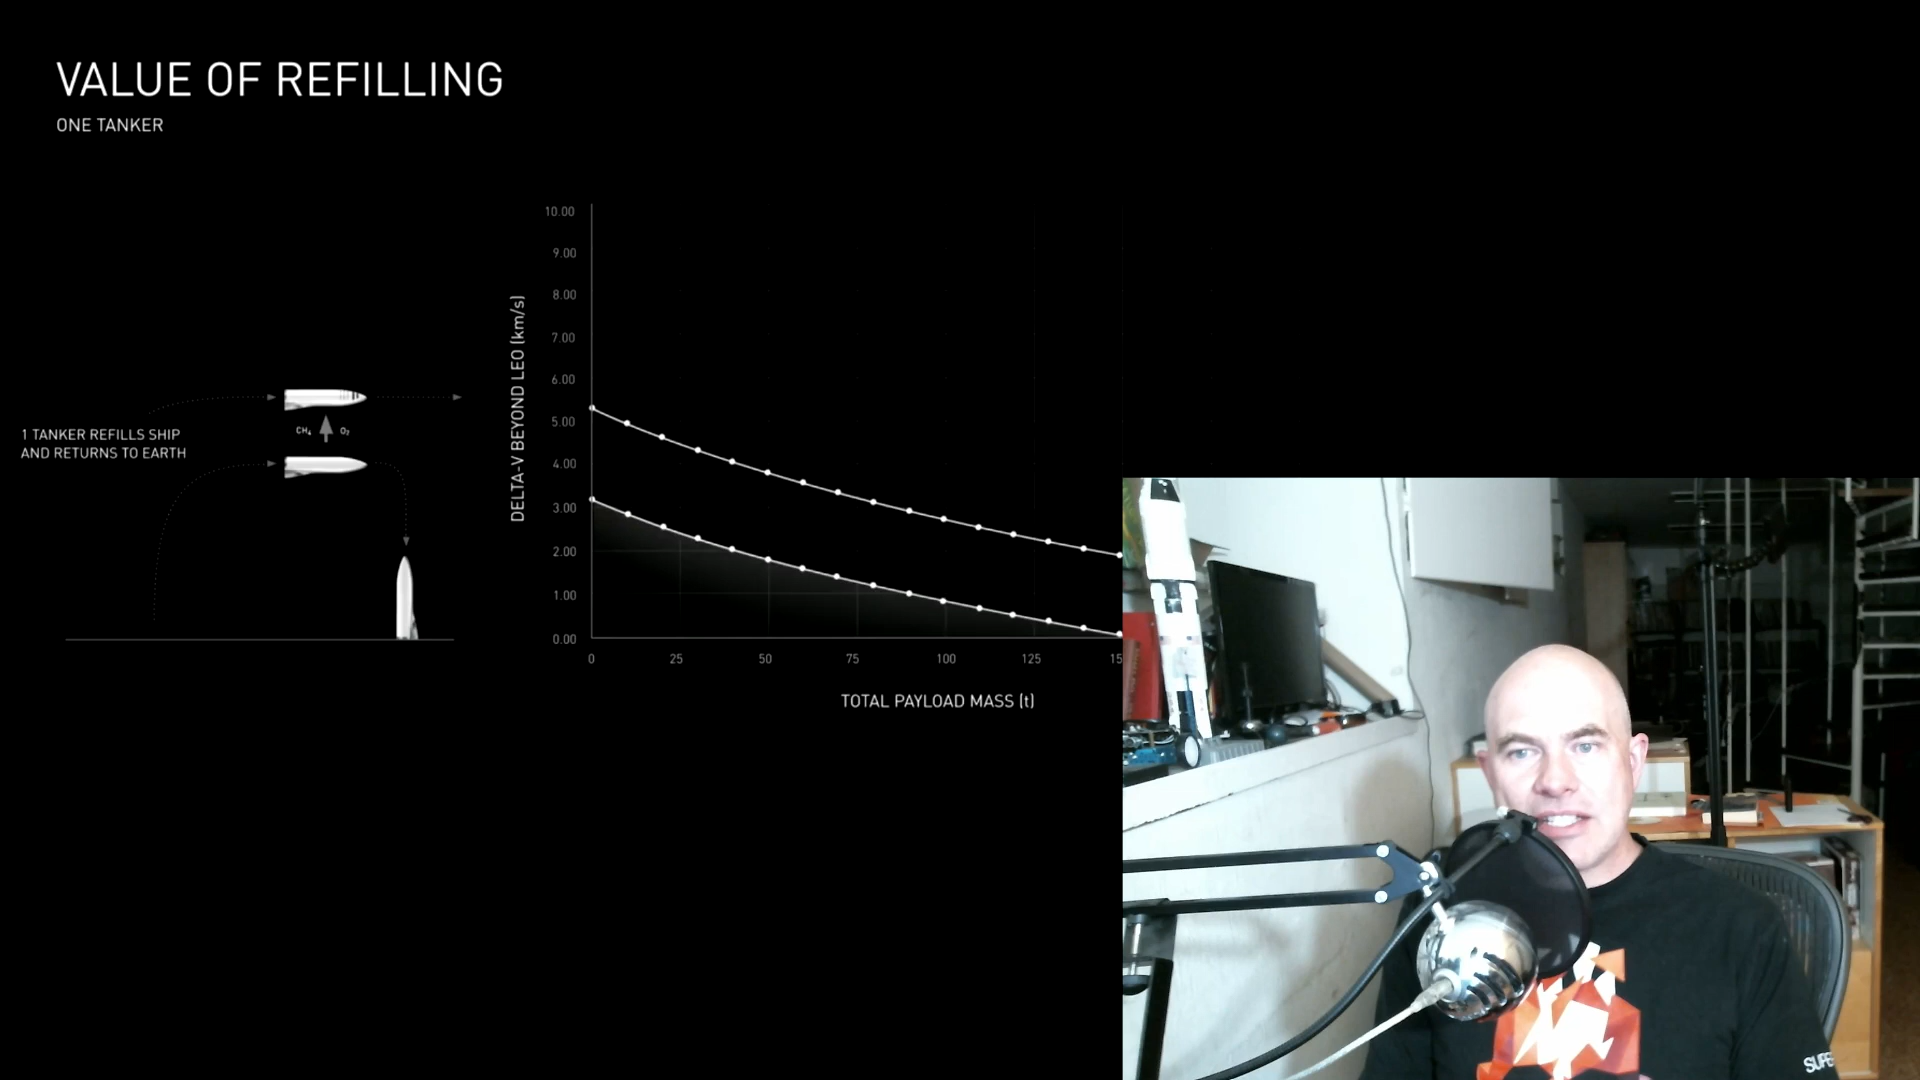 VALUE OF REFILLING
ONE TANKER
1 TANKER REFILLS SHIP
AND RETURNS TO EARTH
CH₄
O₂
DELTA-V BEYOND LEO (km/s)
10.00
9.00
8.00
7.00
6.00
5.00
4.00
3.00
2.00
1.00
0.00
0
25
50
75
100
125
15
TOTAL PAYLOAD MASS (t)
SUPE